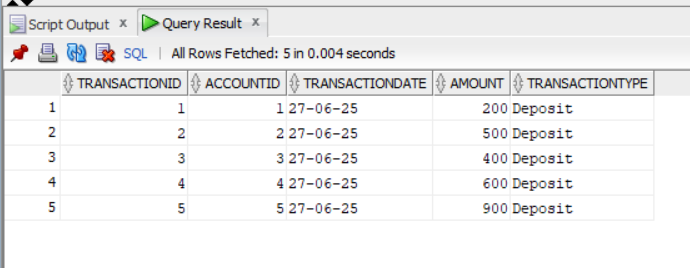 Script Output x Query Result x
SQL | All Rows Fetched: 5 in 0.004 seconds
TRANSACTIONID ACCOUNTID TRANSACTIONDATE AMOUNT TRANSACTIONTYPE
1 1 1 27-06-25 200 Deposit
2 2 2 27-06-25 500 Deposit
3 3 3 27-06-25 400 Deposit
4 4 4 27-06-25 600 Deposit
5 5 5 27-06-25 900 Deposit